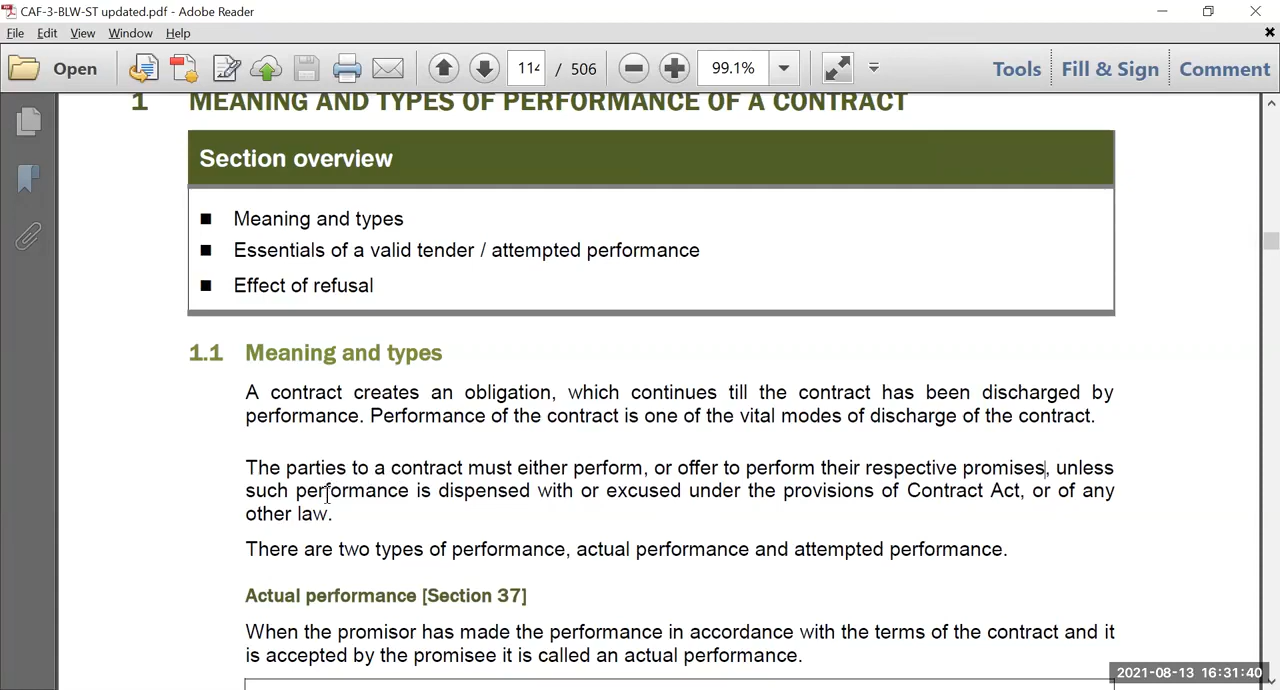 CAF-3-BLW-ST updated.pdf - Adobe Reader
File Edit View Window Help
Open 114 / 506 99.1% Tools Fill & Sign Comment
1 MEANING AND TYPES OF PERFORMANCE OF A CONTRACT
Section overview
■ Meaning and types
■ Essentials of a valid tender / attempted performance
■ Effect of refusal
1.1 Meaning and types
A contract creates an obligation, which continues till the contract has been discharged by
performance. Performance of the contract is one of the vital modes of discharge of the contract.
The parties to a contract must either perform, or offer to perform their respective promises, unless
such performance is dispensed with or excused under the provisions of Contract Act, or of any
other law.
There are two types of performance, actual performance and attempted performance.
Actual performance [Section 37]
When the promisor has made the performance in accordance with the terms of the contract and it
is accepted by the promisee it is called an actual performance.
2021-08-13 16:31:40